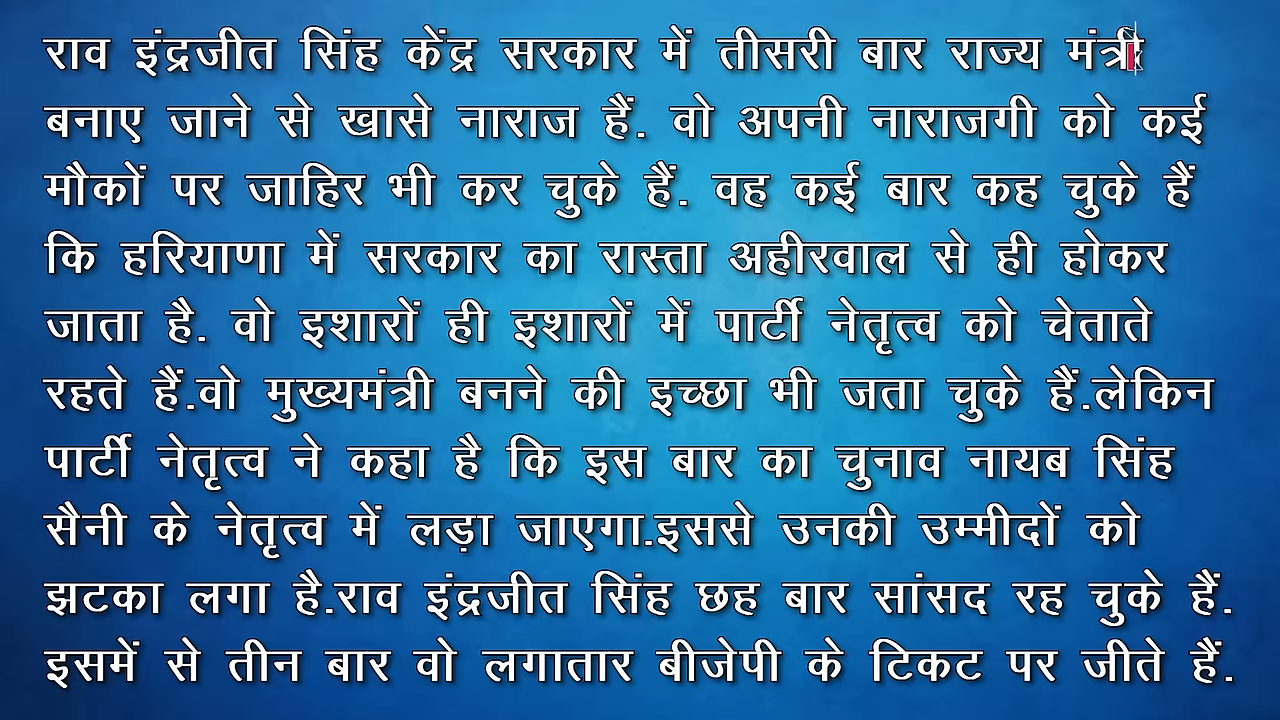 राव इंद्रजीत सिंह केंद्र सरकार में तीसरी बार राज्य मंत्री
बनाए जाने से खासे नाराज हैं. वो अपनी नाराजगी को कई
मौकों पर जाहिर भी कर चुके हैं. वह कई बार कह चुके हैं
कि हरियाणा में सरकार का रास्ता अहीरवाल से ही होकर
जाता है. वो इशारों ही इशारों में पार्टी नेतृत्व को चेताते
रहते हैं.वो मुख्यमंत्री बनने की इच्छा भी जता चुके हैं.लेकिन
पार्टी नेतृत्व ने कहा है कि इस बार का चुनाव नायब सिंह
सैनी के नेतृत्व में लड़ा जाएगा.इससे उनकी उम्मीदों को
झटका लगा है.राव इंद्रजीत सिंह छह बार सांसद रह चुके हैं.
इसमें से तीन बार वो लगातार बीजेपी के टिकट पर जीते हैं.